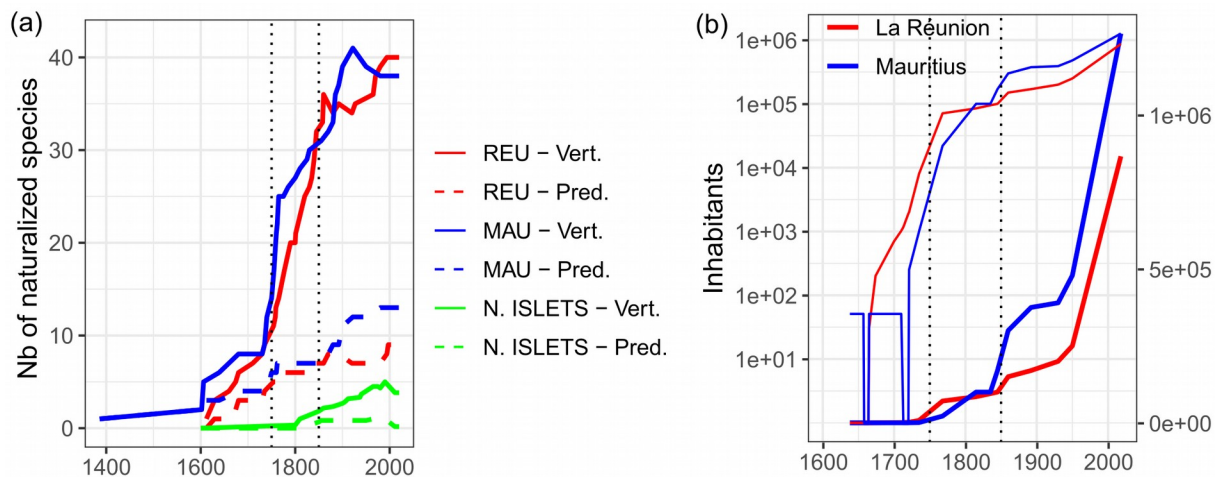 (a)
Nb of naturalized species
40
30
20
10
0
1400
1600
1800
2000
REU – Vert.
REU – Pred.
MAU – Vert.
MAU – Pred.
N. ISLETS – Vert.
N. ISLETS – Pred.
(b)
La Réunion
Mauritius
Inhabitants
1e+06
1e+05
1e+04
1e+03
1e+02
1e+01
1e+06
5e+05
0e+00
1600
1700
1800
1900
2000